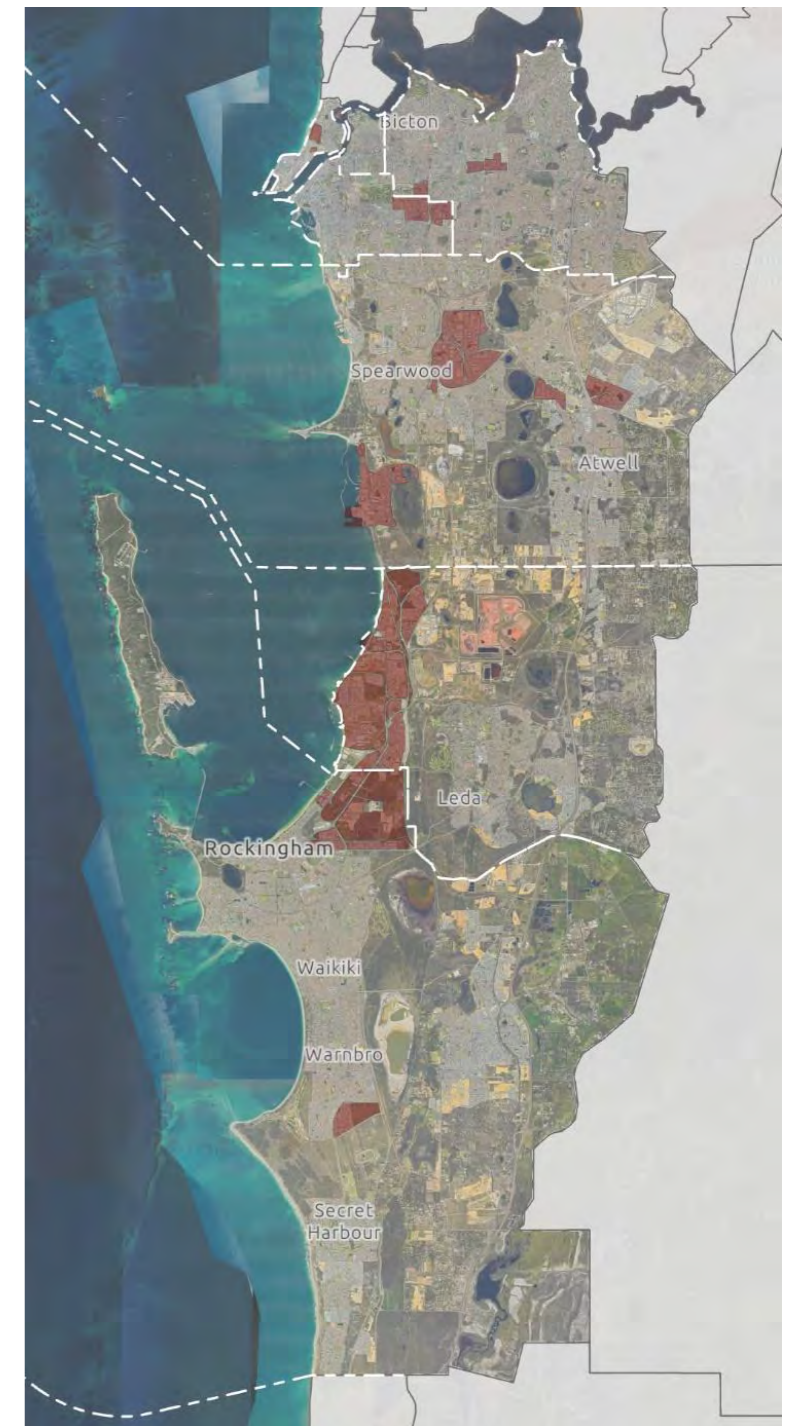 Bicton
Spearwood
Atwell
Leda
Rockingham
Waikiki
Warnbro
Secret
Harbour